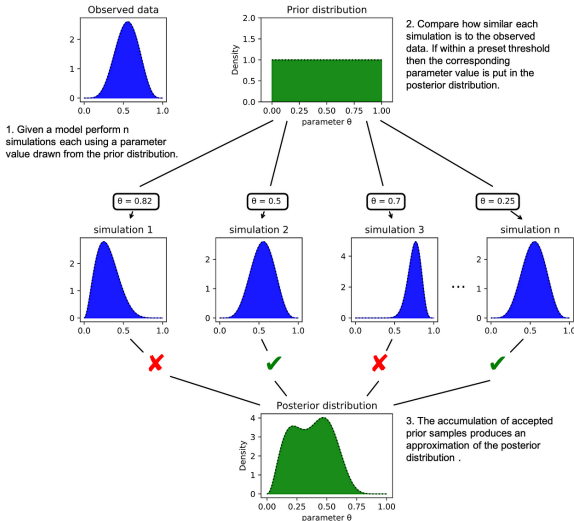 Observed data
2
1
0
0.0
0.5
1.0
Prior distribution
2.0
1.5
1.0
0.5
0.0
Density
0.00
0.25
0.50
0.75
1.00
parameter θ
2. Compare how similar each
simulation is to the observed
data. If within a preset threshold
then the corresponding
parameter value is put in the
posterior distribution.
1. Given a model perform n
simulations each using a parameter
value drawn from the prior distribution.
θ = 0.82
θ = 0.5
θ = 0.7
θ = 0.25
simulation 1
2
1
0
0.0
0.5
1.0
simulation 2
2
1
0
0.0
0.5
1.0
simulation 3
4
2
0
0.0
0.5
1.0
...
simulation n
2
1
0
0.0
0.5
1.0
Posterior distribution
4
3
2
1
0
Density
0.00
0.25
0.50
0.75
1.00
parameter θ
3. The accumulation of accepted
prior samples produces an
approximation of the posterior
distribution .